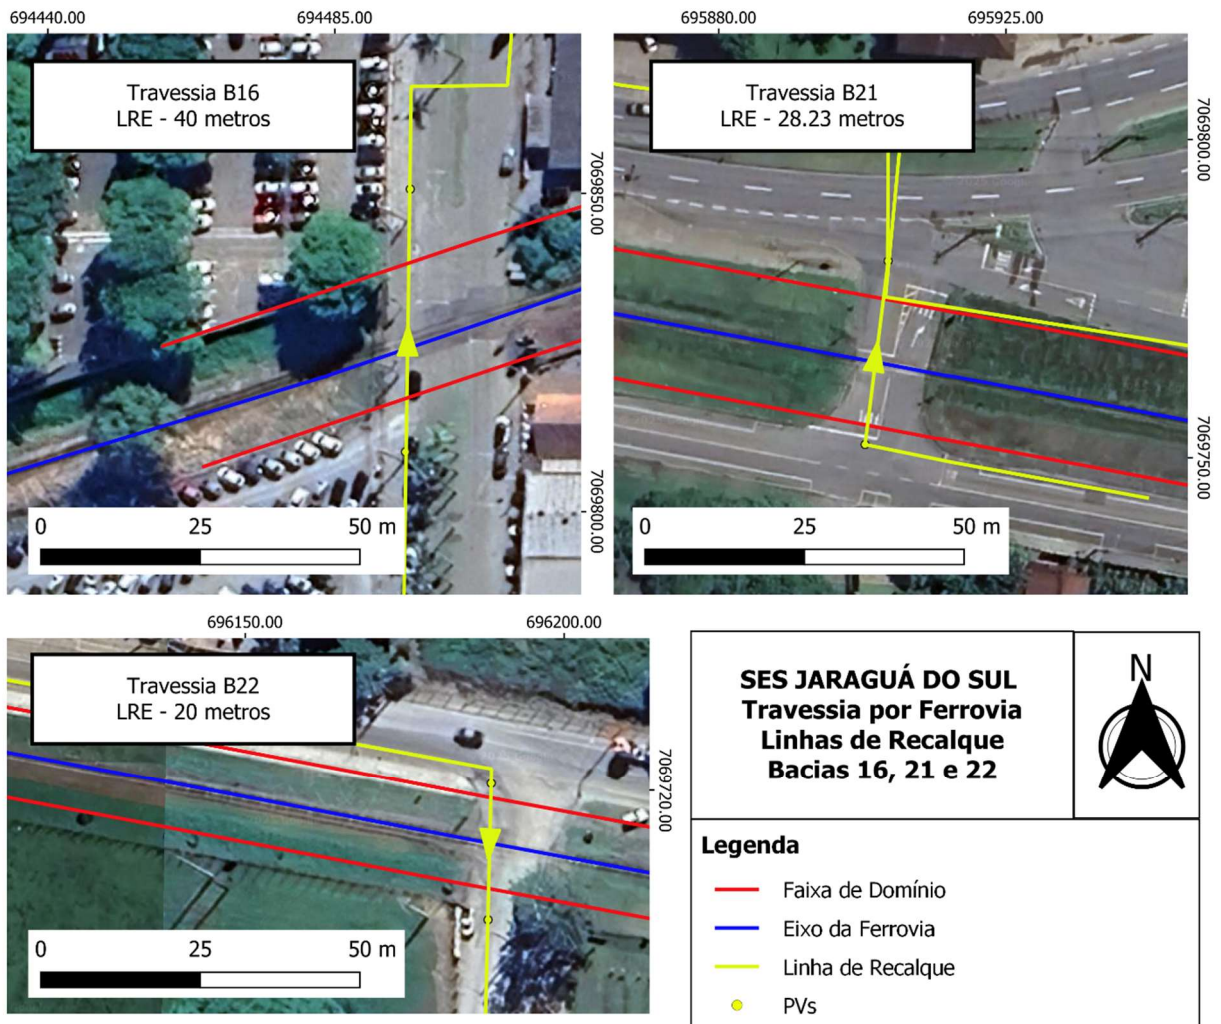 694440.00
694485.00
Travessia B16
LRE - 40 metros
7069850.00
7069800.00
0 25 50 m
695880.00
695925.00
Travessia B21
LRE - 28.23 metros
7069800.00
7069750.00
0 25 50 m
696150.00
696200.00
Travessia B22
LRE - 20 metros
7069720.00
0 25 50 m
SES JARAGUÁ DO SUL
Travessia por Ferrovia
Linhas de Recalque
Bacias 16, 21 e 22
N
Legenda
Faixa de Domínio
Eixo da Ferrovia
Linha de Recalque
PVs